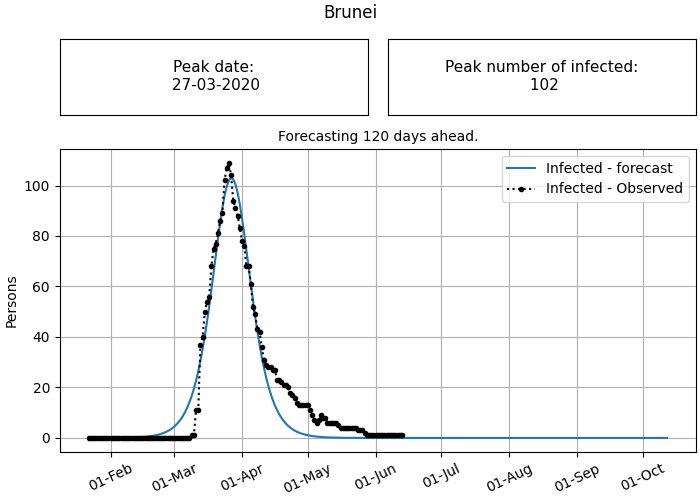 Brunei
Peak date:
27-03-2020
Peak number of infected:
102
Forecasting 120 days ahead.
Infected - forecast
Infected - Observed
Persons
100
80
60
40
20
0
01-Feb
01-Mar
01-Apr
01-May
01-Jun
01-Jul
01-Aug
01-Sep
01-Oct